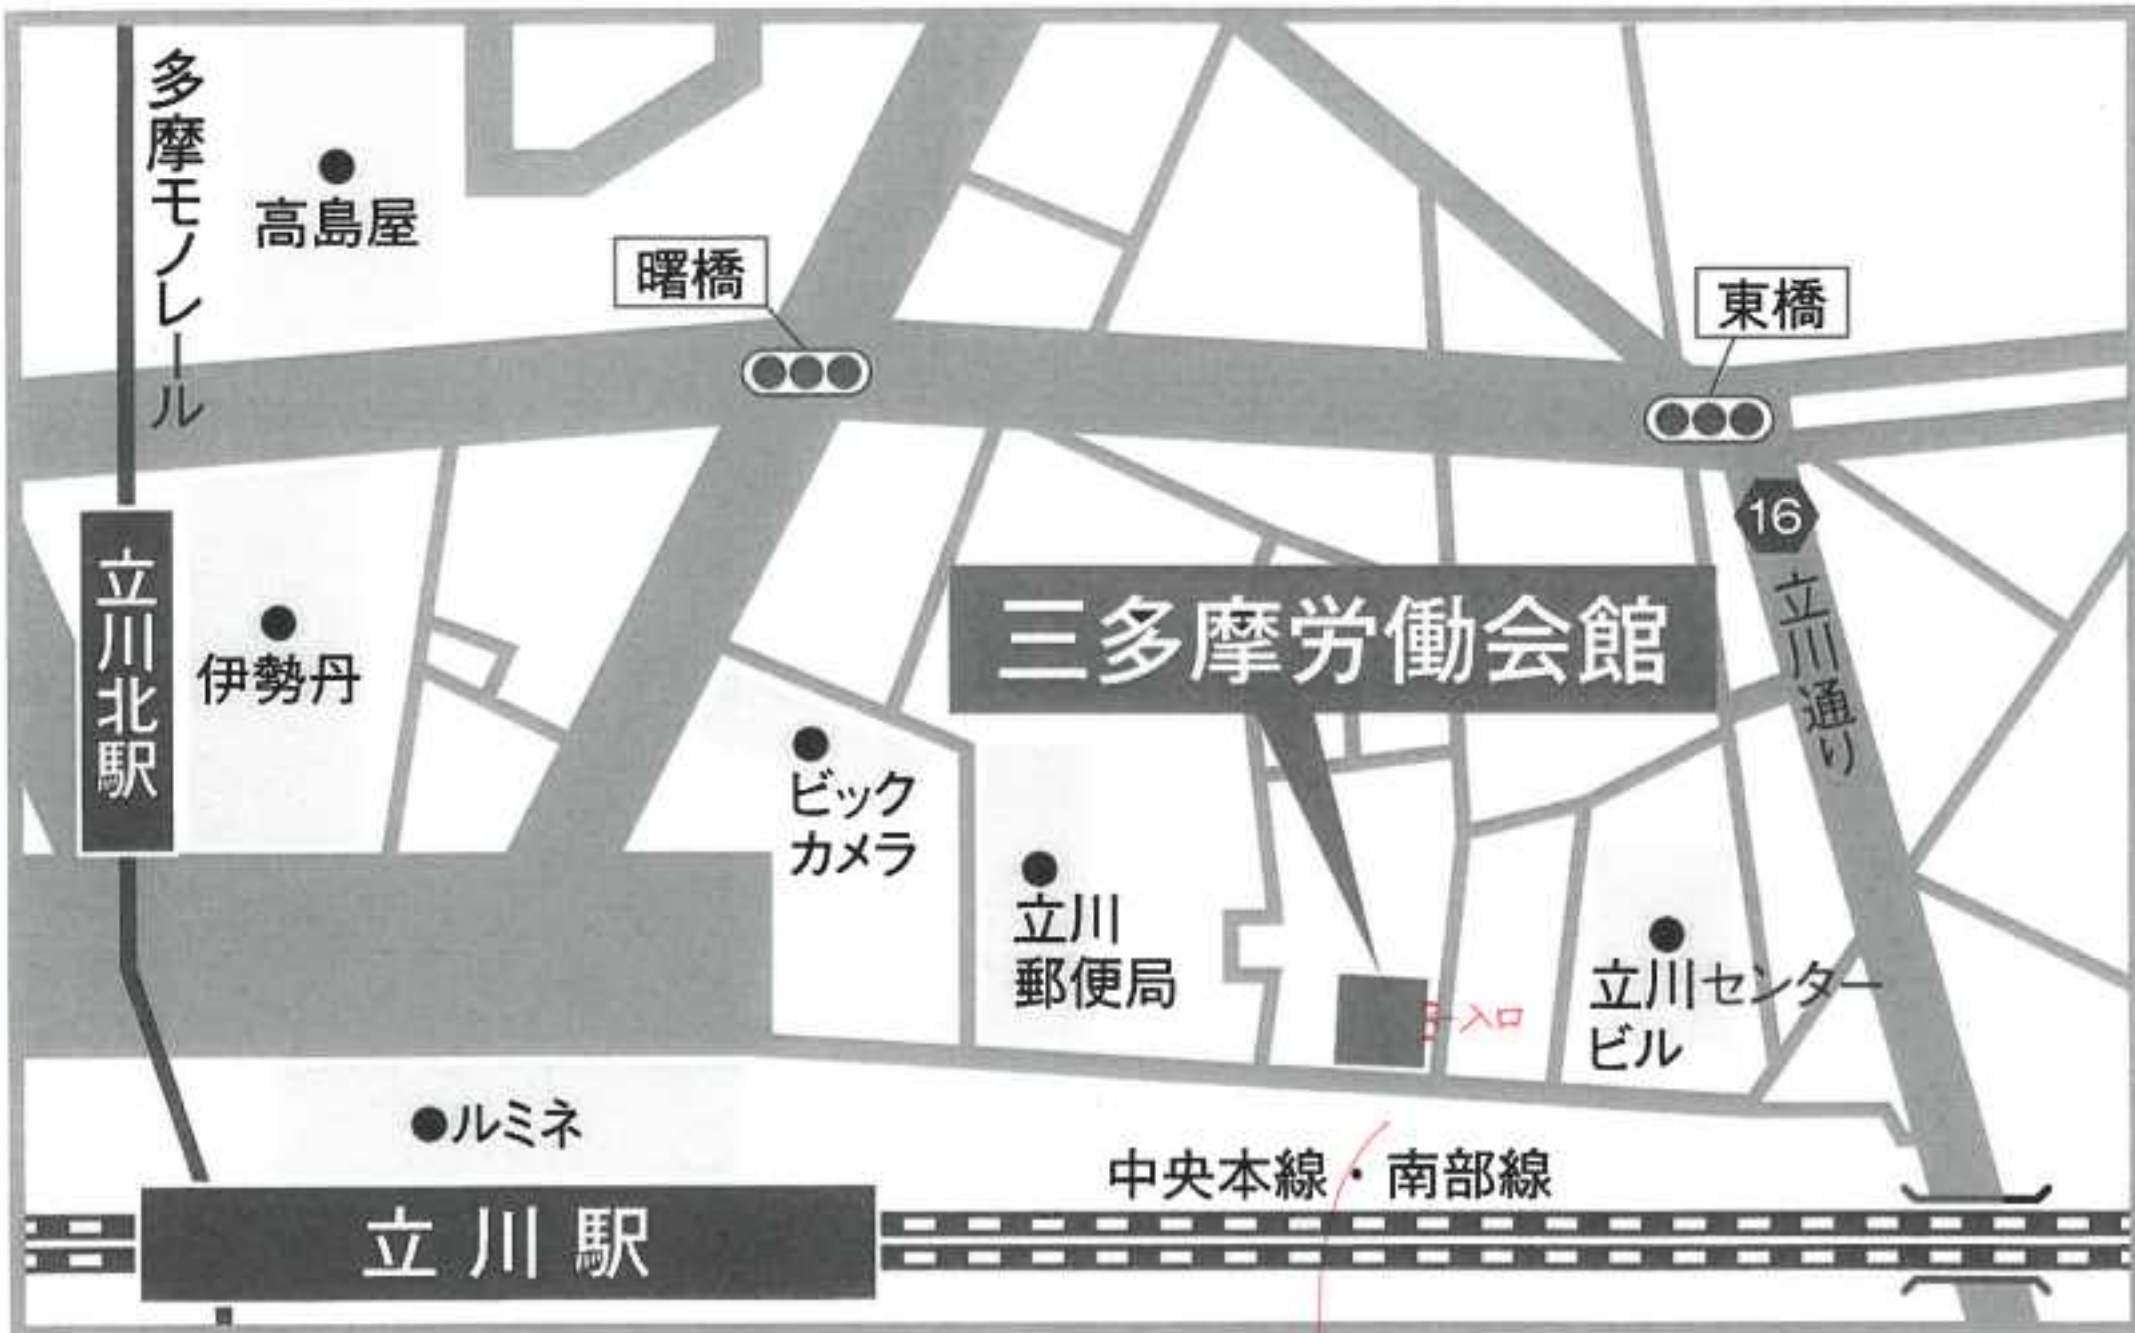 多摩モノレール
高島屋
曙橋
東橋
16
立川通り
立川北駅
伊勢丹
三多摩労働会館
ビック
カメラ
立川
郵便局
立川センター
ビル
入口
ルミネ
中央本線・南部線
立川駅